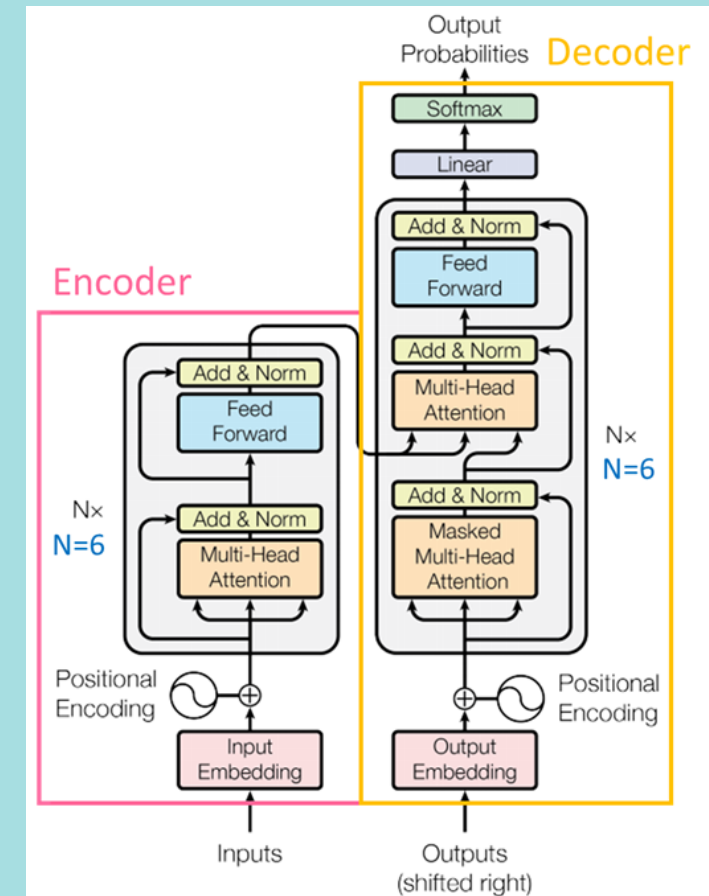 Output
Probabilities
Decoder
Softmax
Linear
Add & Norm
Feed
Forward
Add & Norm
Multi-Head
Attention
Add & Norm
Masked
Multi-Head
Attention
N×
N=6
Positional
Encoding
Output
Embedding
Outputs
(shifted right)
Encoder
Add & Norm
Feed
Forward
Add & Norm
Multi-Head
Attention
N×
N=6
Positional
Encoding
Input
Embedding
Inputs